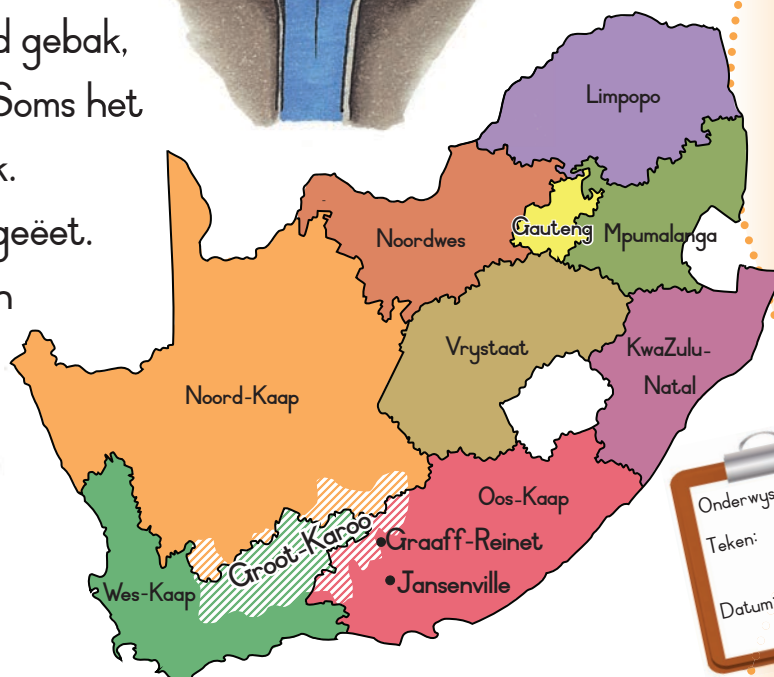 d gebak,
Soms het
k.
geëet.
n
Limpopo
Noordwes
Gauteng
Mpumalanga
Vrystaat
KwaZulu-
Natal
Noord-Kaap
Oos-Kaap
Groot-Karoo
Graaff-Reinet
Jansenville
Wes-Kaap
Onderwys
Teken:
Datum: